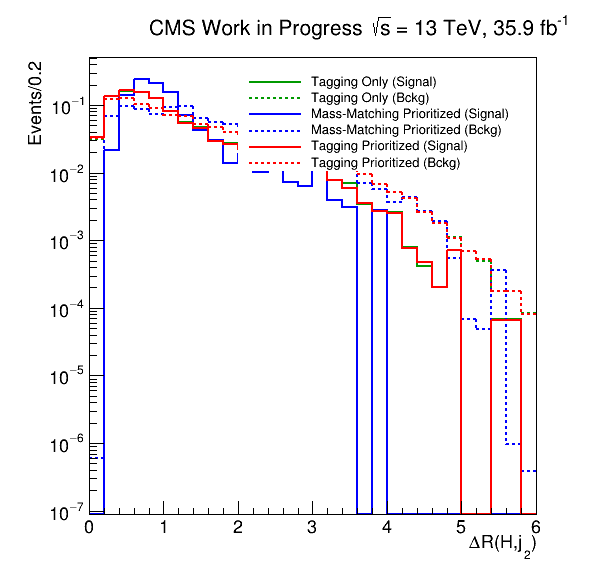 CMS Work in Progress √s = 13 TeV, 35.9 fb⁻¹
Events/0.2
Tagging Only (Signal)
Tagging Only (Bckg)
Mass-Matching Prioritized (Signal)
Mass-Matching Prioritized (Bckg)
Tagging Prioritized (Signal)
Tagging Prioritized (Bckg)
10⁻¹
10⁻²
10⁻³
10⁻⁴
10⁻⁵
10⁻⁶
10⁻⁷
0 1 2 3 4 5 6
ΔR(H,j₂)